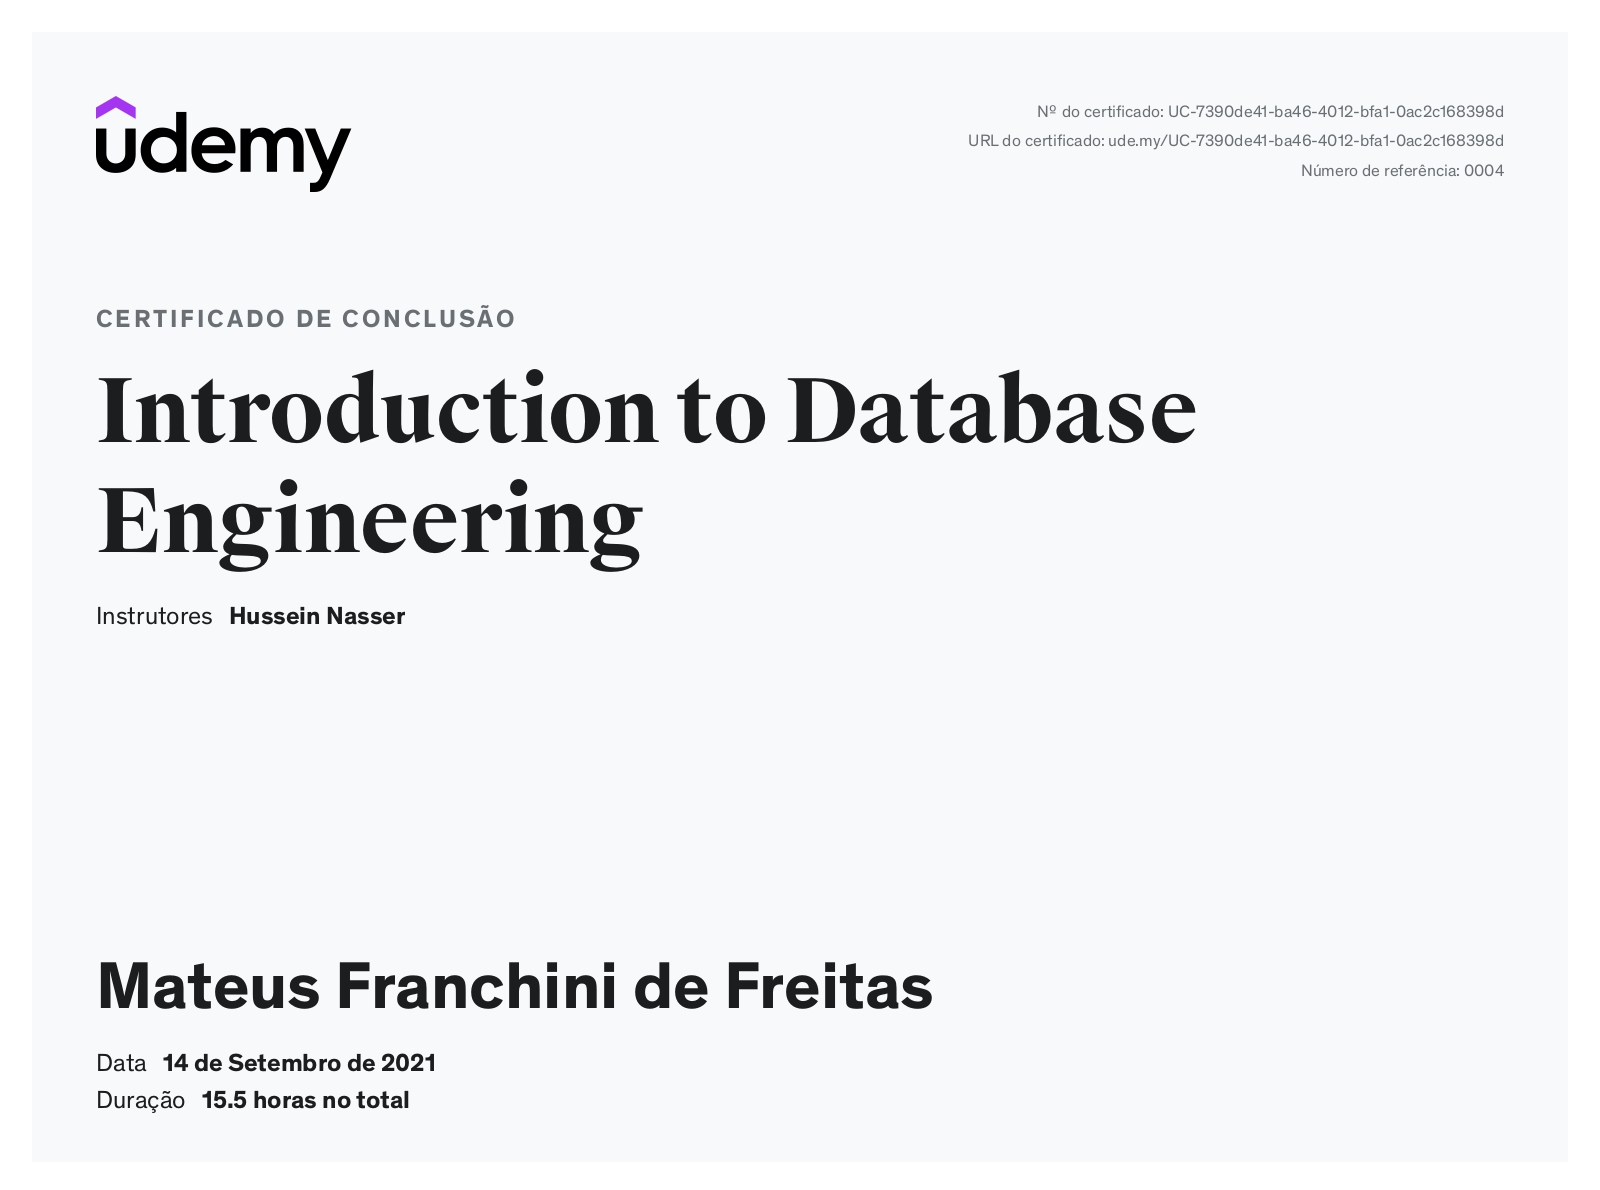 udemy
Nº do certificado: UC-7390de41-ba46-4012-bfa1-0ac2c168398d
URL do certificado: ude.my/UC-7390de41-ba46-4012-bfa1-0ac2c168398d
Número de referência: 0004
CERTIFICADO DE CONCLUSÃO
Introduction to Database
Engineering
Instrutores Hussein Nasser
Mateus Franchini de Freitas
Data 14 de Setembro de 2021
Duração 15.5 horas no total